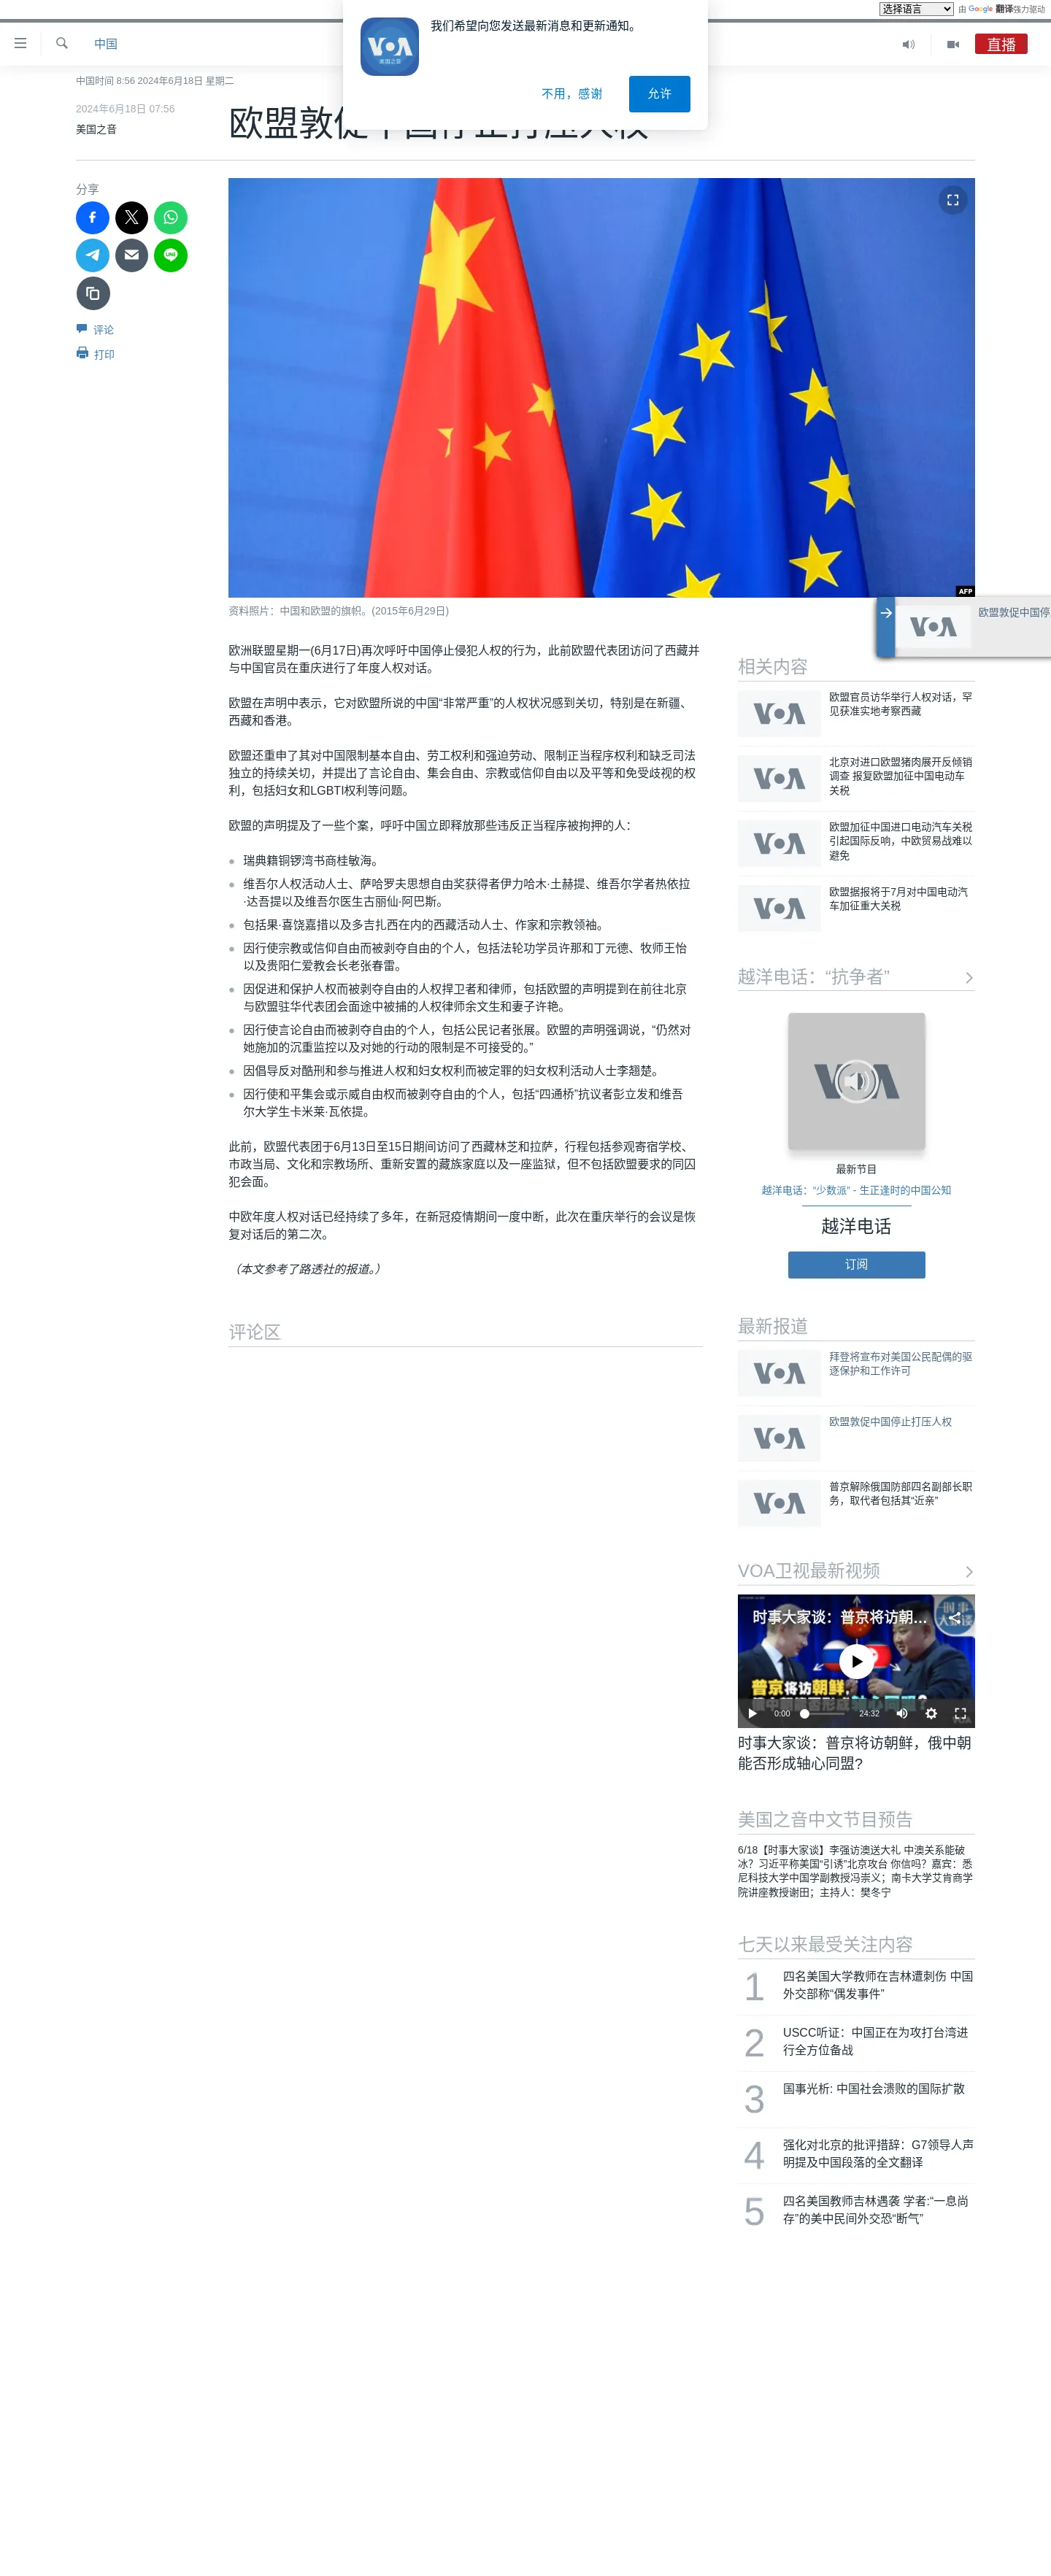 选择语言
由 Google 翻译强力驱动
中国
直播
我们希望向您发送最新消息和更新通知。
VOA
美国之音
不用，感谢
允许
中国时间 8:56 2024年6月18日 星期二
2024年6月18日 07:56
美国之音
欧盟敦促中国停止打压人权
分享
评论
打印
AFP
资料照片：中国和欧盟的旗帜。(2015年6月29日)
VOA
欧盟敦促中国停
欧洲联盟星期一(6月17日)再次呼吁中国停止侵犯人权的行为，此前欧盟代表团访问了西藏并
与中国官员在重庆进行了年度人权对话。
欧盟在声明中表示，它对欧盟所说的中国“非常严重”的人权状况感到关切，特别是在新疆、
西藏和香港。
欧盟还重申了其对中国限制基本自由、劳工权利和强迫劳动、限制正当程序权利和缺乏司法
独立的持续关切，并提出了言论自由、集会自由、宗教或信仰自由以及平等和免受歧视的权
利，包括妇女和LGBTI权利等问题。
欧盟的声明提及了一些个案，呼吁中国立即释放那些违反正当程序被拘押的人：
瑞典籍铜锣湾书商桂敏海。
维吾尔人权活动人士、萨哈罗夫思想自由奖获得者伊力哈木·土赫提、维吾尔学者热依拉
·达吾提以及维吾尔医生古丽仙·阿巴斯。
包括果·喜饶嘉措以及多吉扎西在内的西藏活动人士、作家和宗教领袖。
因行使宗教或信仰自由而被剥夺自由的个人，包括法轮功学员许那和丁元德、牧师王怡
以及贵阳仁爱教会长老张春雷。
因促进和保护人权而被剥夺自由的人权捍卫者和律师，包括欧盟的声明提到在前往北京
与欧盟驻华代表团会面途中被捕的人权律师余文生和妻子许艳。
因行使言论自由而被剥夺自由的个人，包括公民记者张展。欧盟的声明强调说，“仍然对
她施加的沉重监控以及对她的行动的限制是不可接受的。”
因倡导反对酷刑和参与推进人权和妇女权利而被定罪的妇女权利活动人士李翘楚。
因行使和平集会或示威自由权而被剥夺自由的个人，包括“四通桥”抗议者彭立发和维吾
尔大学生卡米莱·瓦依提。
此前，欧盟代表团于6月13日至15日期间访问了西藏林芝和拉萨，行程包括参观寄宿学校、
市政当局、文化和宗教场所、重新安置的藏族家庭以及一座监狱，但不包括欧盟要求的同囚
犯会面。
中欧年度人权对话已经持续了多年，在新冠疫情期间一度中断，此次在重庆举行的会议是恢
复对话后的第二次。
（本文参考了路透社的报道。）
评论区
相关内容
VOA
欧盟官员访华举行人权对话，罕
见获准实地考察西藏
VOA
北京对进口欧盟猪肉展开反倾销
调查 报复欧盟加征中国电动车
关税
VOA
欧盟加征中国进口电动汽车关税
引起国际反响，中欧贸易战难以
避免
VOA
欧盟据报将于7月对中国电动汽
车加征重大关税
越洋电话：“抗争者”
VOA
最新节目
越洋电话：“少数派” - 生正逢时的中国公知
越洋电话
订阅
最新报道
VOA
拜登将宣布对美国公民配偶的驱
逐保护和工作许可
VOA
欧盟敦促中国停止打压人权
VOA
普京解除俄国防部四名副部长职
务，取代者包括其“近亲”
VOA卫视最新视频
时事大家谈：普京将访朝…
时事
大家谈
普京将访朝鲜，
0:00
24:32
时事大家谈：普京将访朝鲜，俄中朝
能否形成轴心同盟?
美国之音中文节目预告
6/18【时事大家谈】李强访澳送大礼 中澳关系能破
冰？习近平称美国“引诱”北京攻台 你信吗？嘉宾：悉
尼科技大学中国学副教授冯崇义；南卡大学艾肯商学
院讲座教授谢田；主持人：樊冬宁
七天以来最受关注内容
1
四名美国大学教师在吉林遭刺伤 中国
外交部称“偶发事件”
2
USCC听证：中国正在为攻打台湾进
行全方位备战
3
国事光析: 中国社会溃败的国际扩散
4
强化对北京的批评措辞：G7领导人声
明提及中国段落的全文翻译
5
四名美国教师吉林遇袭 学者:“一息尚
存”的美中民间外交恐“断气”